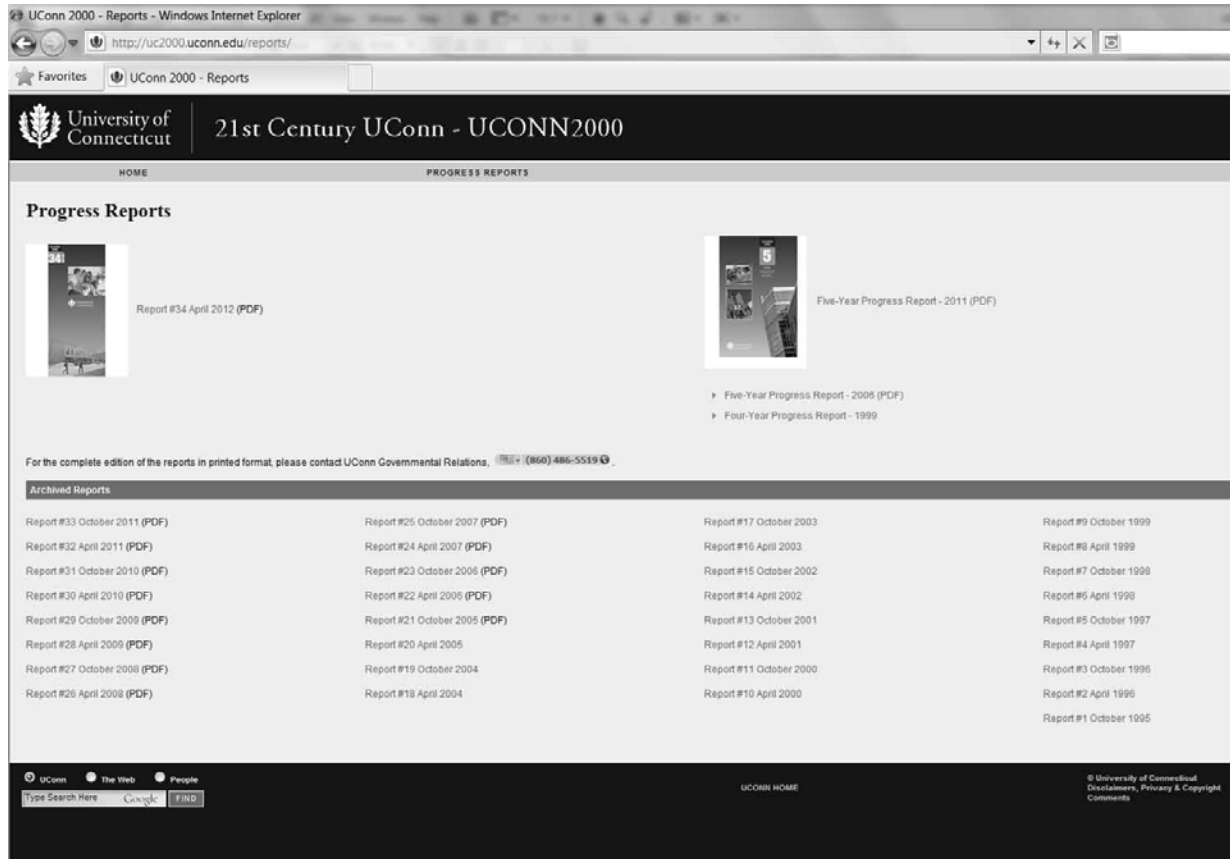 UConn 2000 - Reports - Windows Internet Explorer
http://uc2000.uconn.edu/reports/
Favorites
UConn 2000 - Reports
University of
Connecticut
21st Century UConn - UCONN2000
HOME
PROGRESS REPORTS
Progress Reports
34
Report #34 April 2012 (PDF)
5
Five-Year Progress Report - 2011 (PDF)
Five-Year Progress Report - 2006 (PDF)
Four-Year Progress Report - 1999
For the complete edition of the reports in printed format, please contact UConn Governmental Relations, (860) 486-5519 .
Archived Reports
Report #33 October 2011 (PDF)
Report #32 April 2011 (PDF)
Report #31 October 2010 (PDF)
Report #30 April 2010 (PDF)
Report #29 October 2009 (PDF)
Report #28 April 2009 (PDF)
Report #27 October 2008 (PDF)
Report #26 April 2008 (PDF)
Report #25 October 2007 (PDF)
Report #24 April 2007 (PDF)
Report #23 October 2006 (PDF)
Report #22 April 2006 (PDF)
Report #21 October 2005 (PDF)
Report #20 April 2005
Report #19 October 2004
Report #18 April 2004
Report #17 October 2003
Report #16 April 2003
Report #15 October 2002
Report #14 April 2002
Report #13 October 2001
Report #12 April 2001
Report #11 October 2000
Report #10 April 2000
Report #9 October 1999
Report #8 April 1999
Report #7 October 1998
Report #6 April 1998
Report #5 October 1997
Report #4 April 1997
Report #3 October 1996
Report #2 April 1996
Report #1 October 1995
UConn The Web People
Type Search Here Google FIND
UCONN HOME
© University of Connecticut
Disclaimers, Privacy & Copyright
Comments